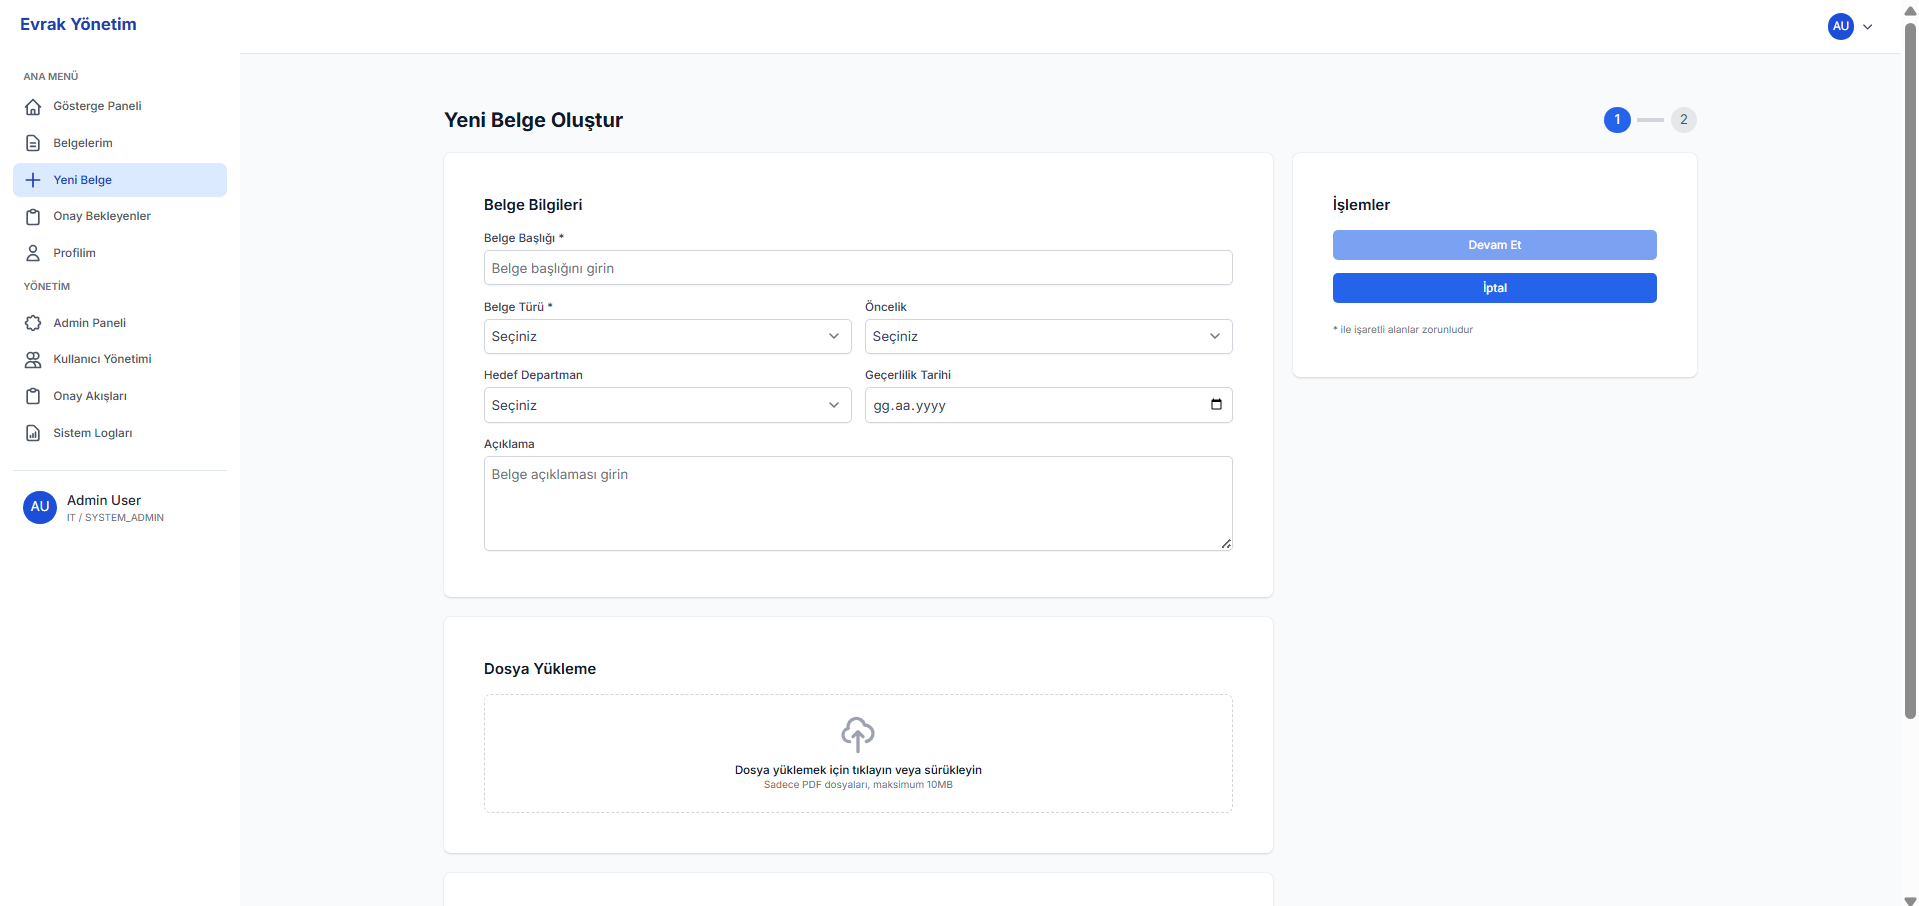 Evrak Yönetim
AU
ANA MENÜ
Gösterge Paneli
Belgelerim
Yeni Belge
Onay Bekleyenler
Profilim
YÖNETİM
Admin Paneli
Kullanıcı Yönetimi
Onay Akışları
Sistem Logları
AU
Admin User
IT / SYSTEM_ADMIN
Yeni Belge Oluştur
1
2
Belge Bilgileri
Belge Başlığı *
Belge başlığını girin
Belge Türü *
Öncelik
Seçiniz
Seçiniz
Hedef Departman
Geçerlilik Tarihi
Seçiniz
gg.aa.yyyy
Açıklama
Belge açıklaması girin
İşlemler
Devam Et
İptal
* ile işaretli alanlar zorunludur
Dosya Yükleme
Dosya yüklemek için tıklayın veya sürükleyin
Sadece PDF dosyaları, maksimum 10MB